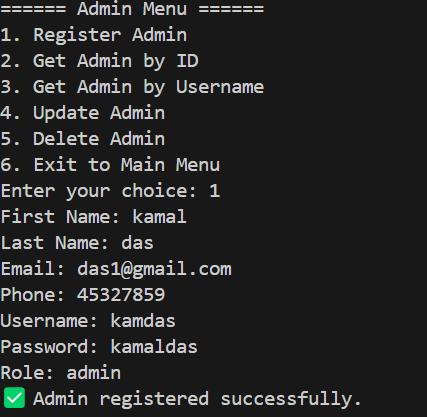 ====== Admin Menu ======
1. Register Admin
2. Get Admin by ID
3. Get Admin by Username
4. Update Admin
5. Delete Admin
6. Exit to Main Menu
Enter your choice: 1
First Name: kamal
Last Name: das
Email: das1@gmail.com
Phone: 45327859
Username: kamdas
Password: kamaldas
Role: admin
✅ Admin registered successfully.